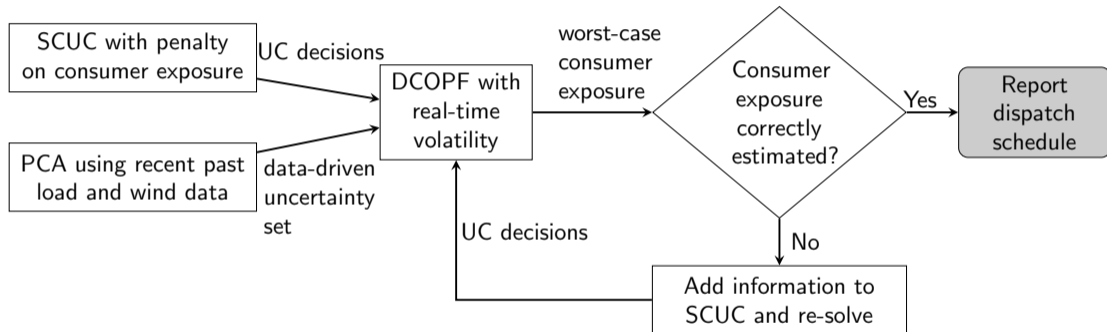 SCUC with penalty
on consumer exposure
UC decisions
PCA using recent past
load and wind data
data-driven
uncertainty
set
DCOPF with
real-time
volatility
worst-case
consumer
exposure
Consumer
exposure
correctly
estimated?
Yes
Report
dispatch
schedule
No
Add information to
SCUC and re-solve
UC decisions